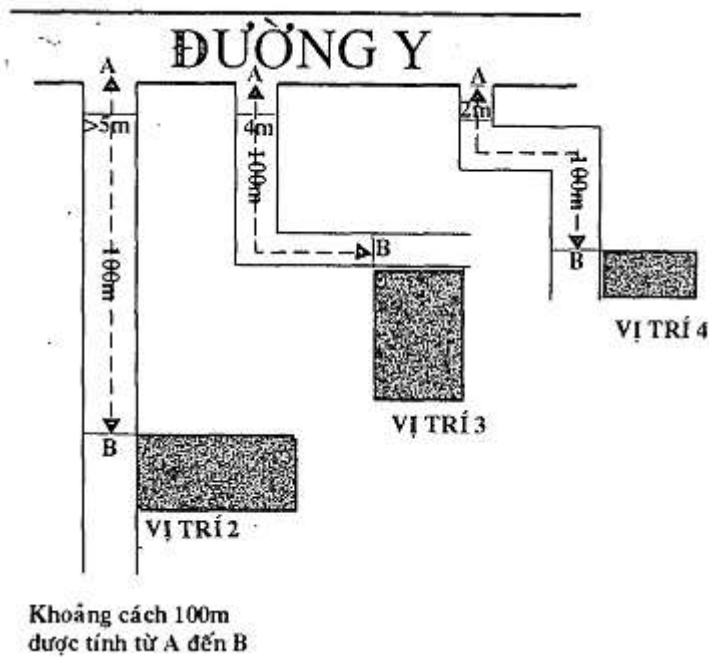 ĐƯỜNG Y
A
A
A
>5m
4m
2m
100m
100m
100m
B
B
B
VỊ TRÍ 4
VỊ TRÍ 3
VỊ TRÍ 2
Khoảng cách 100m
được tính từ A đến B